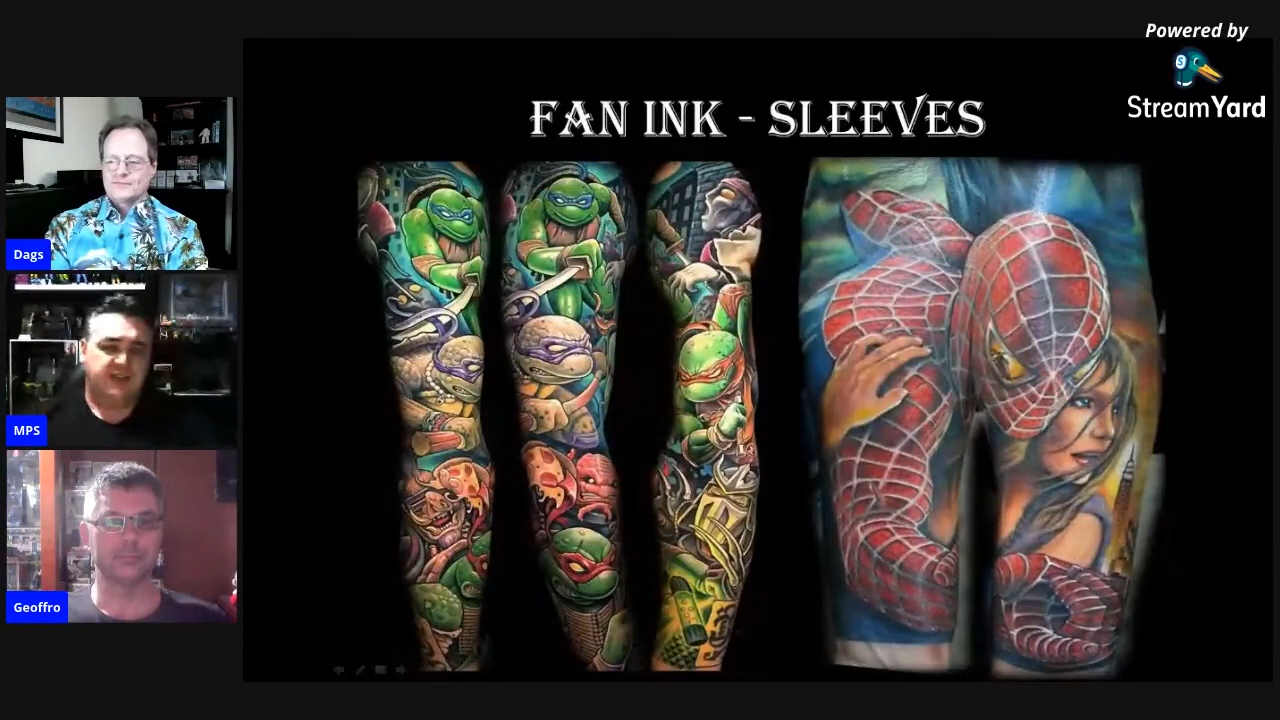 Powered by
StreamYard
FAN INK - SLEEVES
Dags
MPS
Geoffro